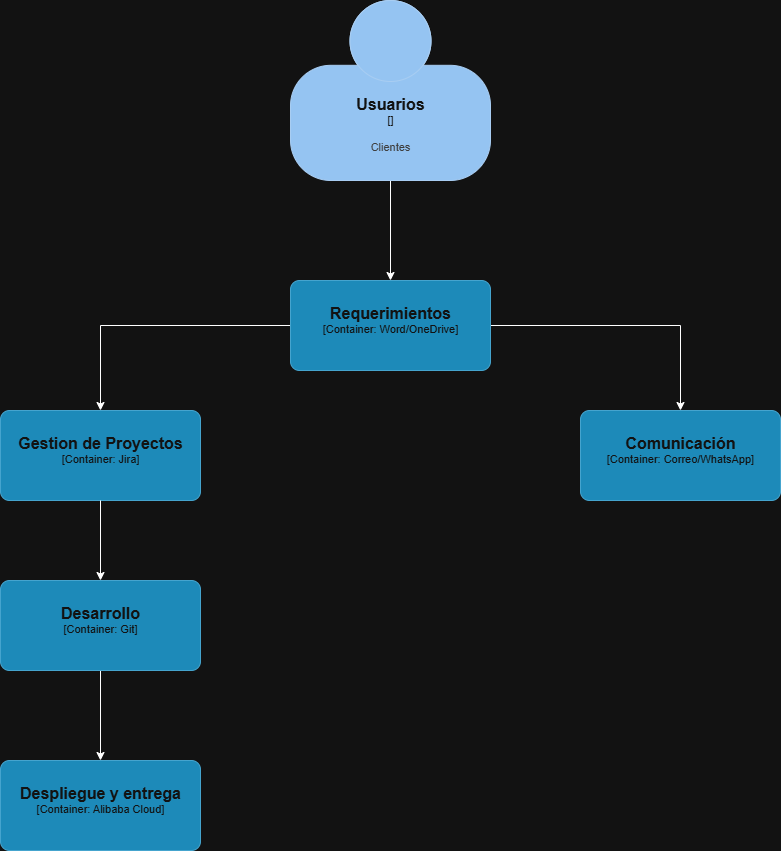 Usuarios
[]
Clientes
Requerimientos
[Container: Word/OneDrive]
Gestion de Proyectos
[Container: Jira]
Comunicación
[Container: Correo/WhatsApp]
Desarrollo
[Container: Git]
Despliegue y entrega
[Container: Alibaba Cloud]